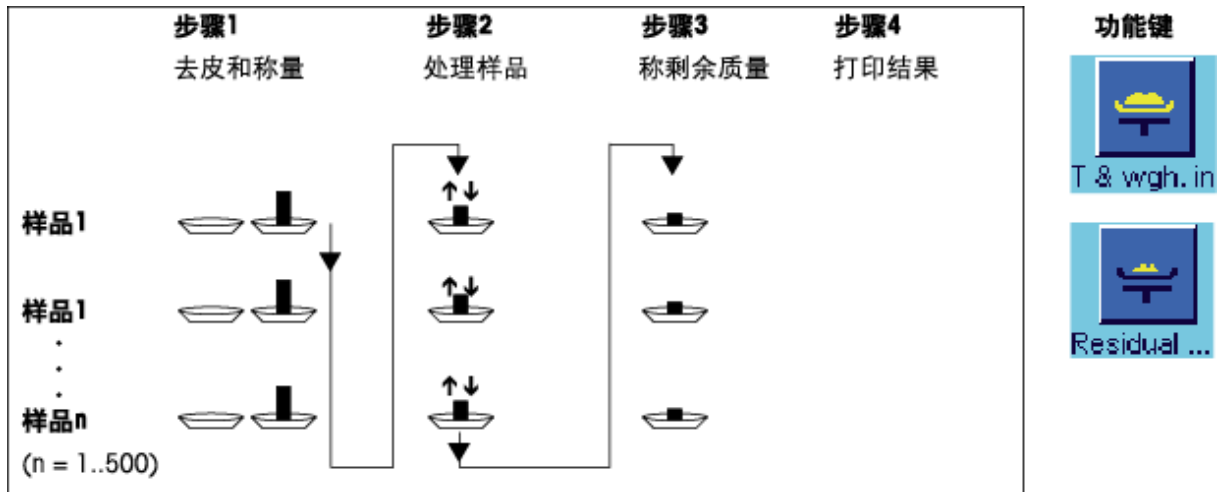 步骤1 步骤2 步骤3 步骤4 功能键
去皮和称量 处理样品 称剩余质量 打印结果
T & wgh. in
样品1
样品1
Residual ...
样品n
(n = 1..500)